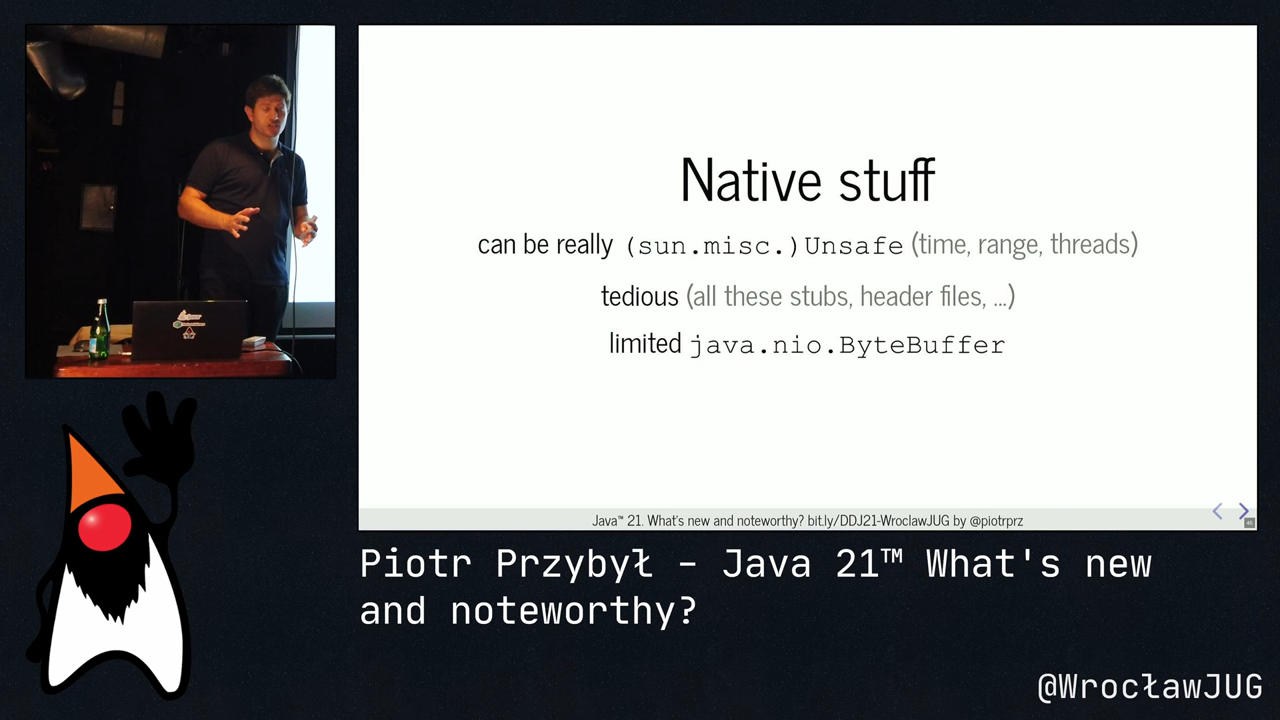 Native stuff
can be really (sun.misc.)Unsafe (time, range, threads)
tedious (all these stubs, header files, ...)
limited java.nio.ByteBuffer
Java™ 21. What's new and noteworthy? bit.ly/DDJ21-WroclawJUG by @piotrprz
Piotr Przybył – Java 21™ What's new
and noteworthy?
@WrocławJUG